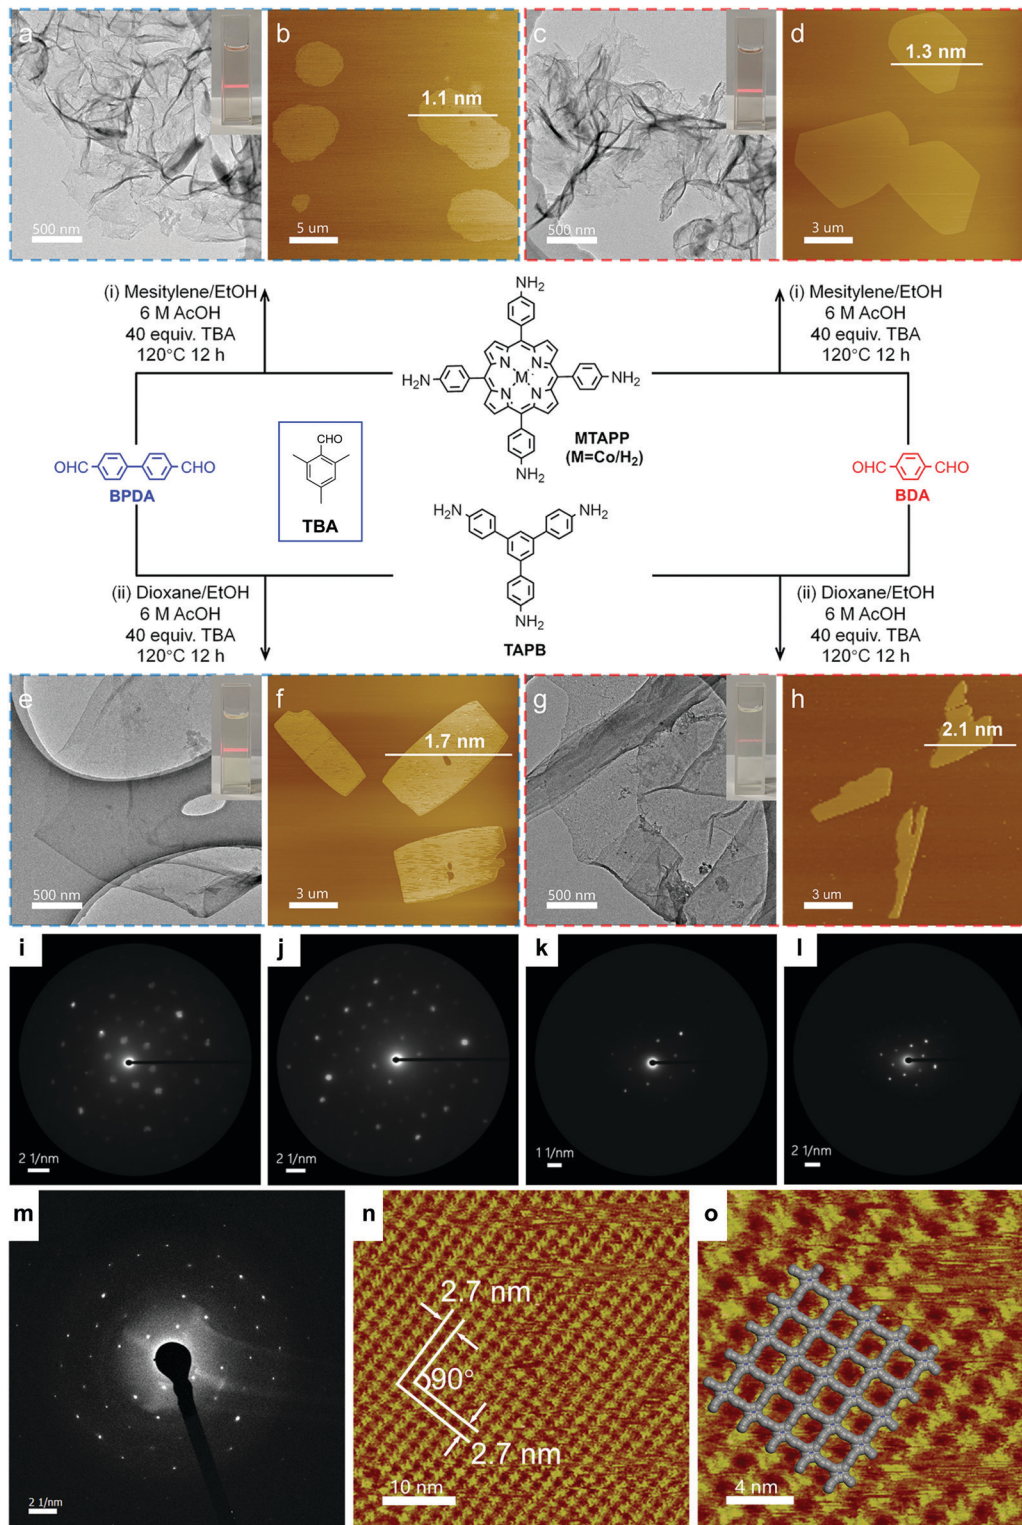 a
b
c
d
1.1 nm
1.3 nm
500 nm
5 um
500 nm
3 um
(i) Mesitylene/EtOH
6 M AcOH
40 equiv. TBA
120°C 12 h
NH₂
H₂N
N
N
M
N
N
NH₂
NH₂
MTAPP
(M=Co/H₂)
(i) Mesitylene/EtOH
6 M AcOH
40 equiv. TBA
120°C 12 h
OHC
CHO
BPDA
CHO
TBA
OHC
CHO
BDA
H₂N
NH₂
NH₂
TAPB
(ii) Dioxane/EtOH
6 M AcOH
40 equiv. TBA
120°C 12 h
(ii) Dioxane/EtOH
6 M AcOH
40 equiv. TBA
120°C 12 h
e
f
g
h
1.7 nm
2.1 nm
500 nm
3 um
500 nm
3 um
i
j
k
l
2 1/nm
2 1/nm
1 1/nm
2 1/nm
m
n
o
2.7 nm
90°
2.7 nm
2 1/nm
10 nm
4 nm